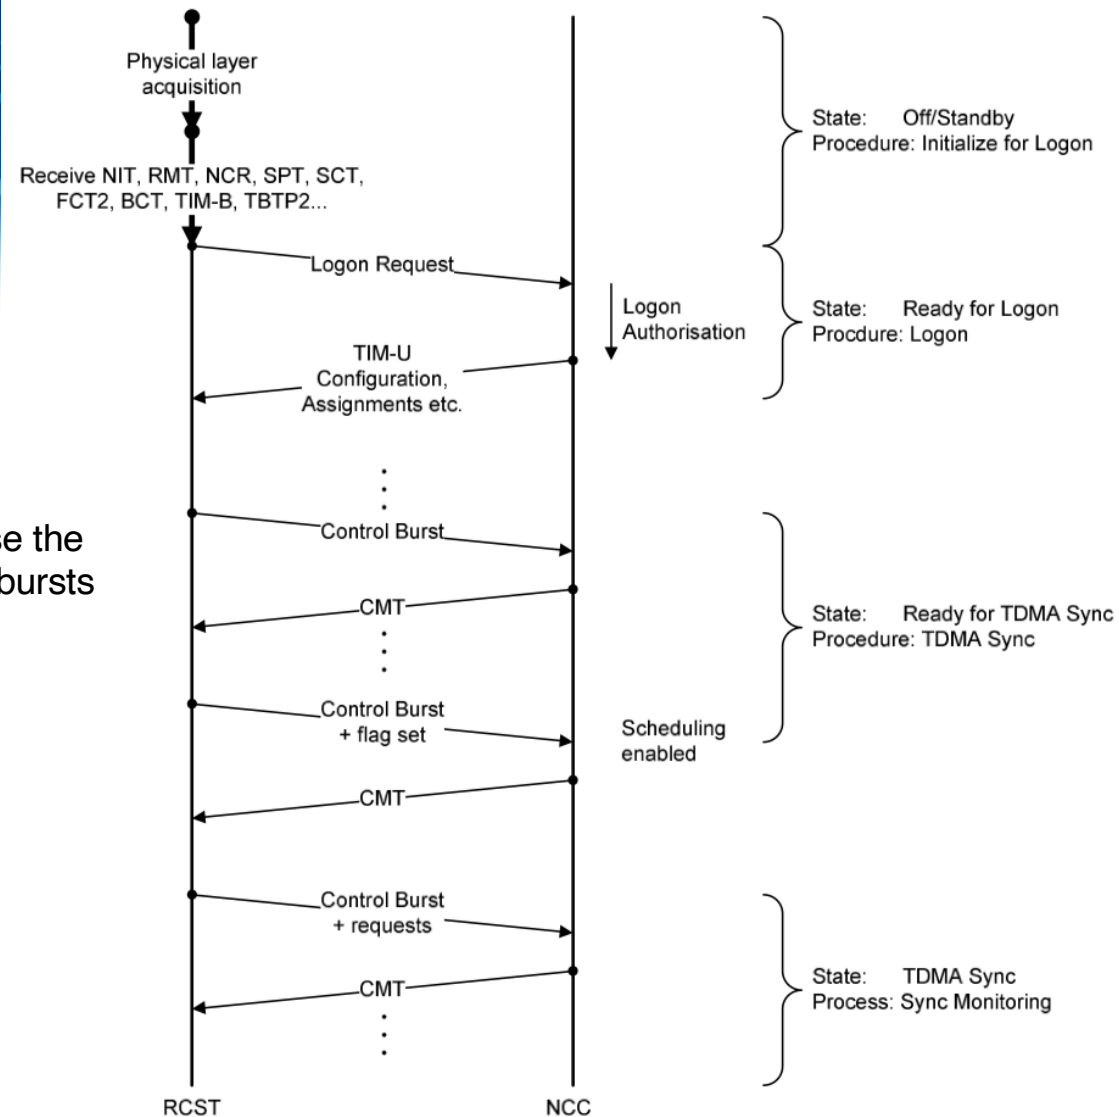 Physical layer
acquisition
State: Off/Standby
Procedure: Initialize for Logon
Receive NIT, RMT, NCR, SPT, SCT,
FCT2, BCT, TIM-B, TBTP2...
Logon Request
Logon
Authorisation
State: Ready for Logon
Procdure: Logon
TIM-U
Configuration,
Assignments etc.
se the
bursts
Control Burst
CMT
State: Ready for TDMA Sync
Procedure: TDMA Sync
Control Burst
+ flag set
Scheduling
enabled
CMT
Control Burst
+ requests
State: TDMA Sync
Process: Sync Monitoring
CMT
RCST
NCC